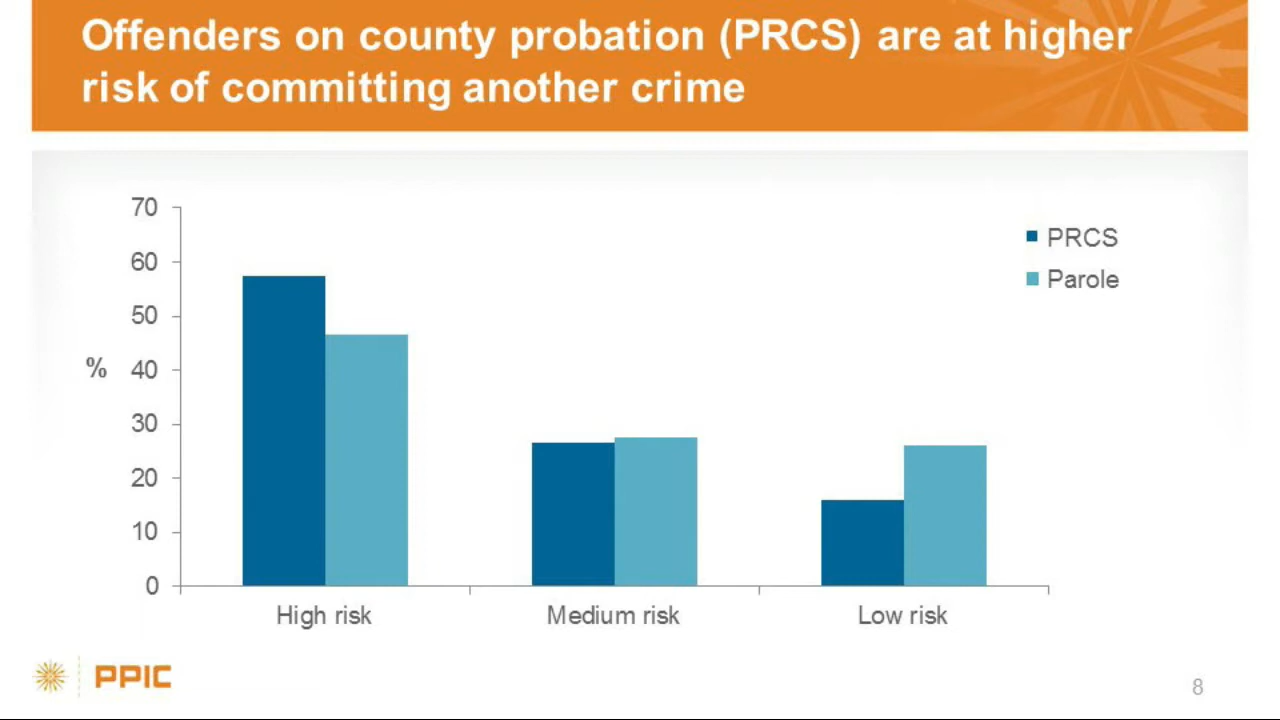 Offenders on county probation (PRCS) are at higher
risk of committing another crime
70
60
50
% 40
30
20
10
0
PRCS
Parole
High risk Medium risk Low risk
PPIC
8